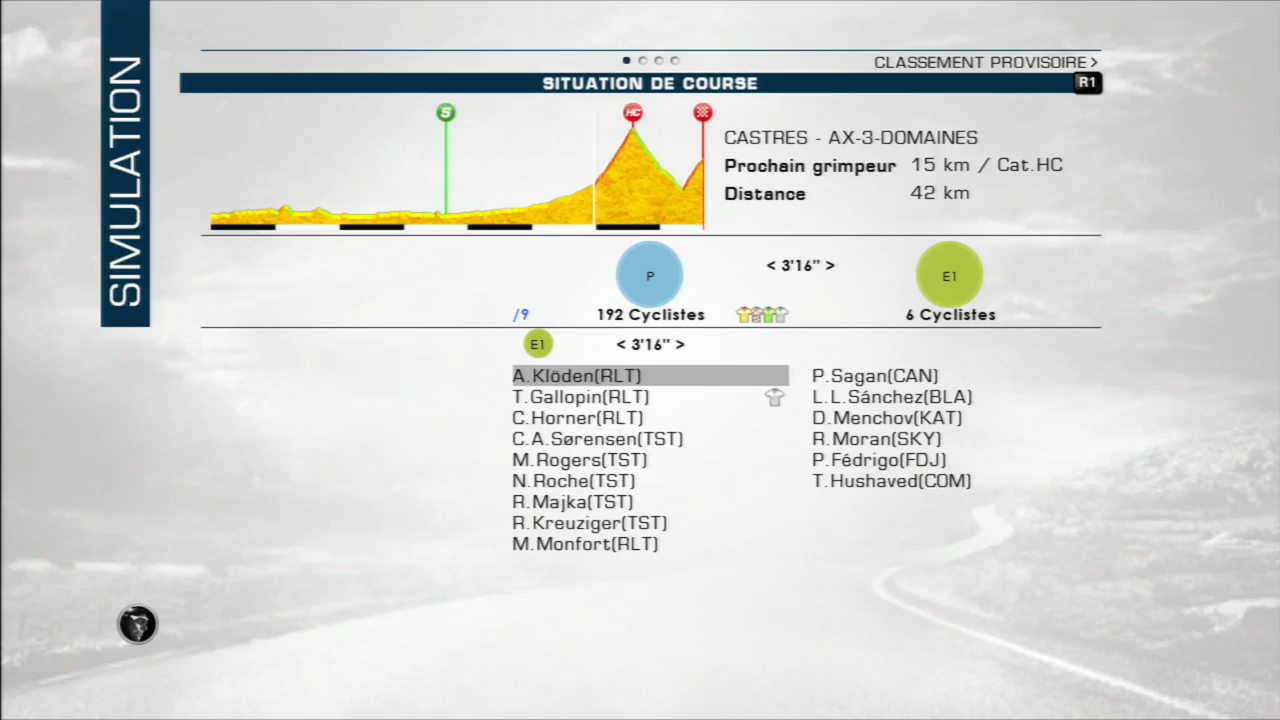 SIMULATION
CLASSEMENT PROVISOIRE >
SITUATION DE COURSE
R1
S
HC
CASTRES - AX-3-DOMAINES
Prochain grimpeur 15 km / Cat.HC
Distance 42 km
P
< 3'16" >
E1
/9
192 Cyclistes
6 Cyclistes
E1
< 3'16" >
A.Klöden(RLT)
T.Gallopin(RLT)
C.Horner(RLT)
C.A.Sørensen(TST)
M.Rogers(TST)
N.Roche(TST)
R.Majka(TST)
R.Kreuziger(TST)
M.Monfort(RLT)
P.Sagan(CAN)
L.L.Sánchez(BLA)
D.Menchov(KAT)
R.Moran(SKY)
P.Fédrigo(FDJ)
T.Hushaved(COM)